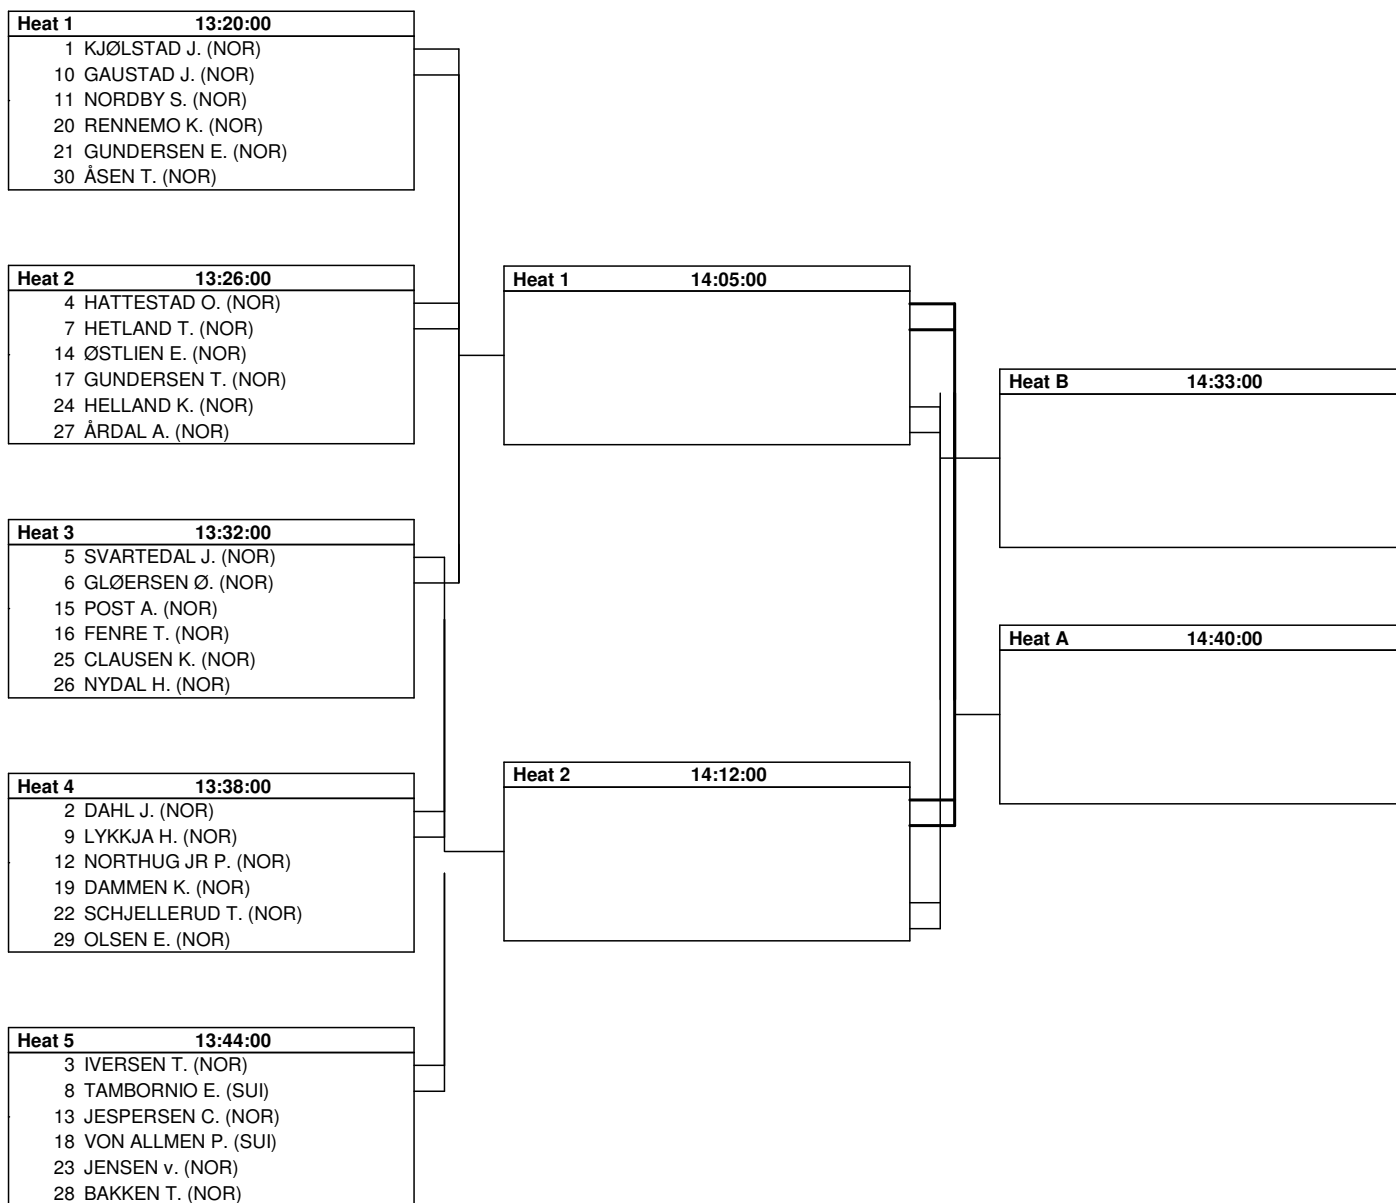 Heat 1 13:20:00
1 KJØLSTAD J. (NOR)
10 GAUSTAD J. (NOR)
11 NORDBY S. (NOR)
20 RENNEMO K. (NOR)
21 GUNDERSEN E. (NOR)
30 ÅSEN T. (NOR)
Heat 2 13:26:00
4 HATTESTAD O. (NOR)
7 HETLAND T. (NOR)
14 ØSTLIEN E. (NOR)
17 GUNDERSEN T. (NOR)
24 HELLAND K. (NOR)
27 ÅRDAL A. (NOR)
Heat 3 13:32:00
5 SVARTEDAL J. (NOR)
6 GLØERSEN Ø. (NOR)
15 POST A. (NOR)
16 FENRE T. (NOR)
25 CLAUSEN K. (NOR)
26 NYDAL H. (NOR)
Heat 4 13:38:00
2 DAHL J. (NOR)
9 LYKKJA H. (NOR)
12 NORTHUG JR P. (NOR)
19 DAMMEN K. (NOR)
22 SCHJELLERUD T. (NOR)
29 OLSEN E. (NOR)
Heat 5 13:44:00
3 IVERSEN T. (NOR)
8 TAMBORNIO E. (SUI)
13 JESPERSEN C. (NOR)
18 VON ALLMEN P. (SUI)
23 JENSEN v. (NOR)
28 BAKKEN T. (NOR)
Heat 1 14:05:00
Heat 2 14:12:00
Heat B 14:33:00
Heat A 14:40:00